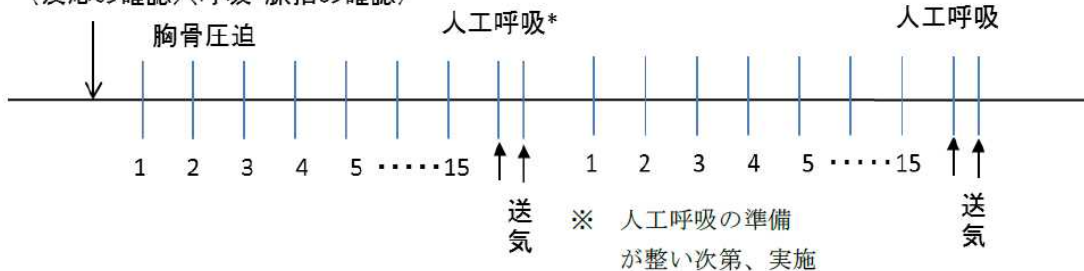 (反応の確認)(呼吸・脈拍の確認)
胸骨圧迫
人工呼吸*
人工呼吸
1 2 3 4 5 ・・・・・ 15
1 2 3 4 5 ・・・・・ 15
送気
送気
※ 人工呼吸の準備
が整い次第、実施